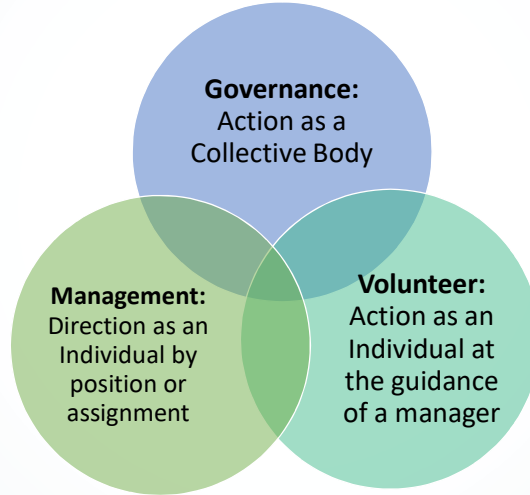 Governance:
Action as a
Collective Body
Management:
Direction as an
Individual by
position or
assignment
Volunteer:
Action as an
Individual at
the guidance
of a manager